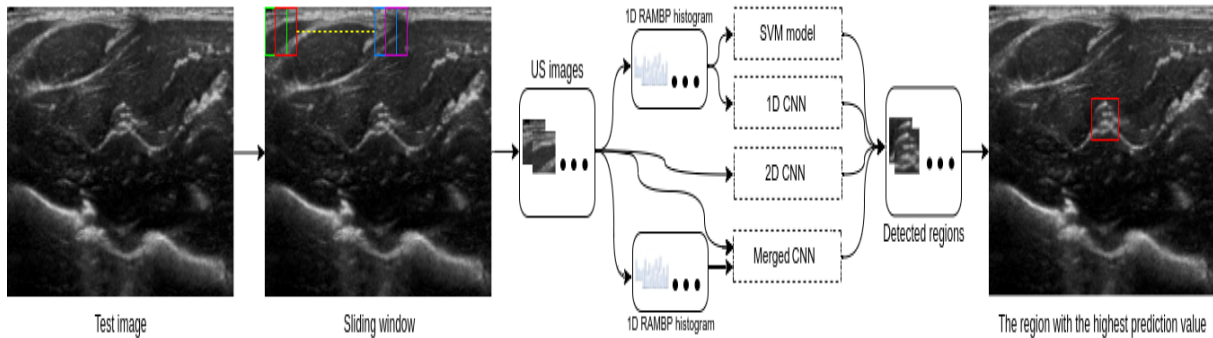 1D RAMBP histogram
SVM model
US images
1D CNN
2D CNN
Detected regions
Merged CNN
1D RAMBP histogram
Test image
Sliding window
The region with the highest prediction value